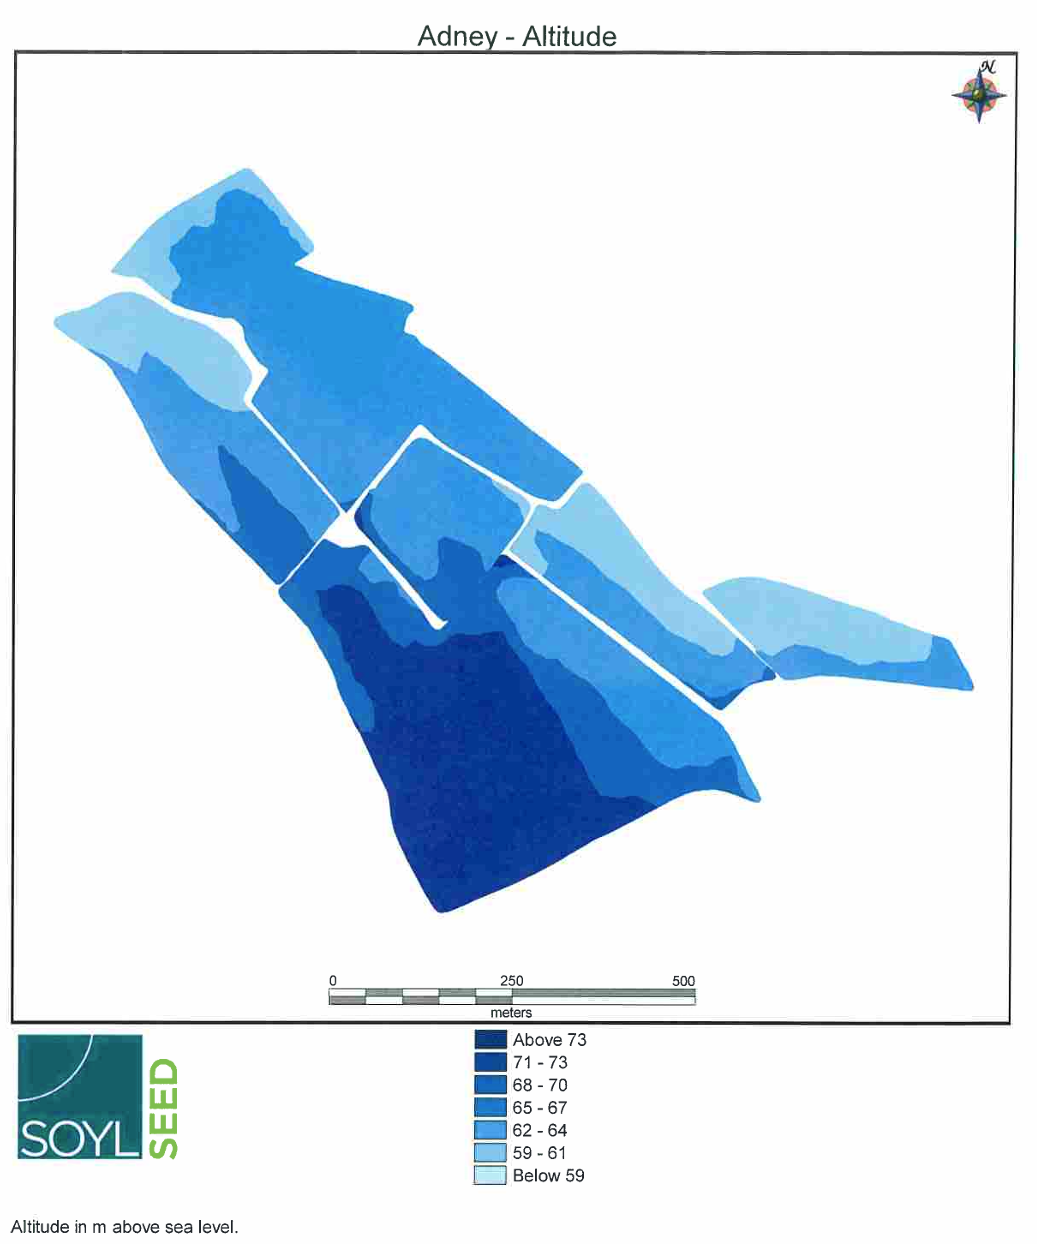 Adney - Altitude
N
0 250 500
meters
Above 73
71 - 73
68 - 70
65 - 67
62 - 64
59 - 61
Below 59
SOYL
SEED
Altitude in m above sea level.